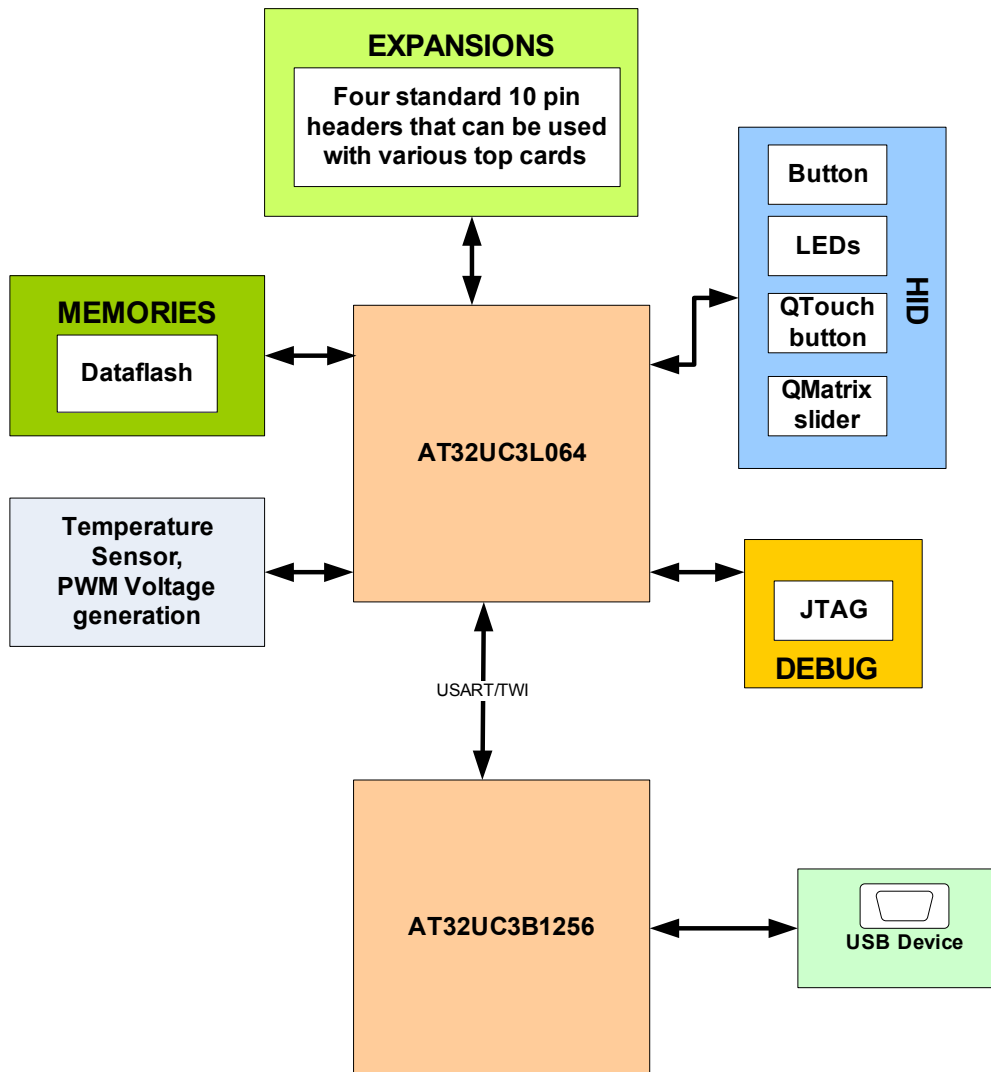 EXPANSIONS
Four standard 10 pin
headers that can be used
with various top cards
Button
LEDs
QTouch
button
QMatrix
slider
HID
MEMORIES
Dataflash
AT32UC3L064
Temperature
Sensor,
PWM Voltage
generation
JTAG
DEBUG
USART/TWI
AT32UC3B1256
USB Device